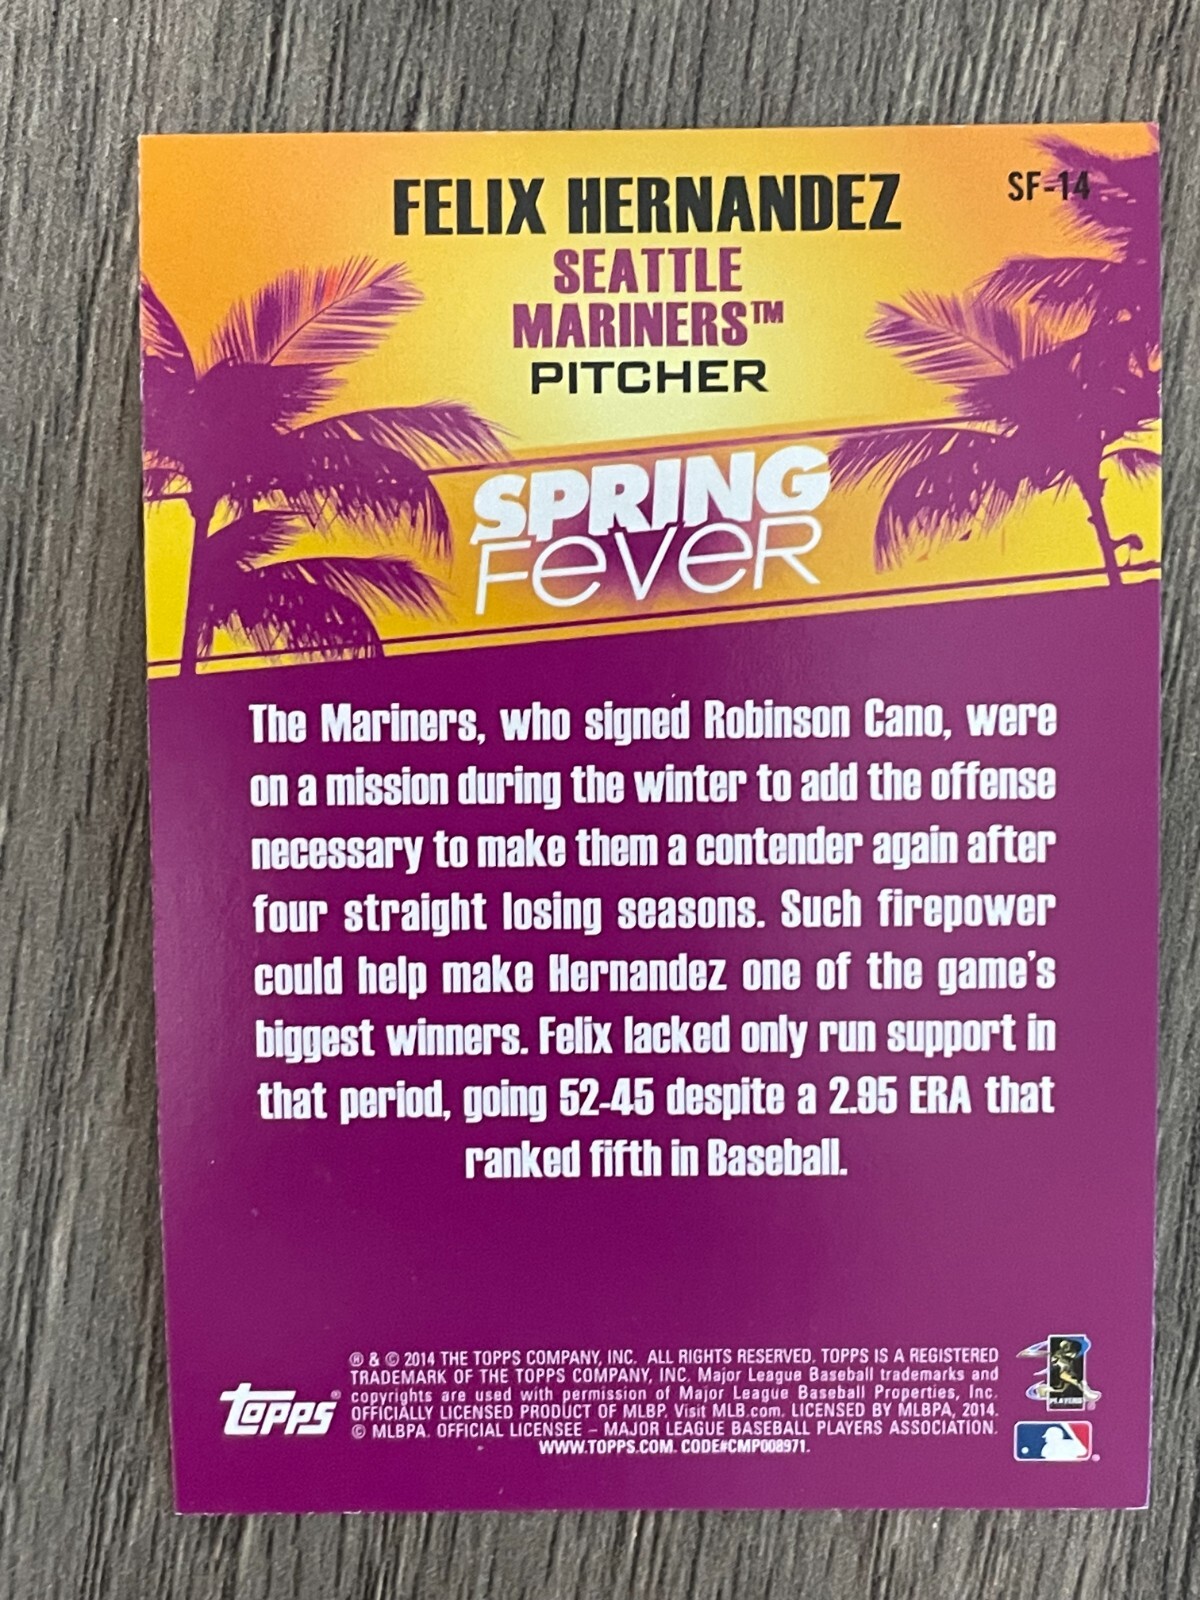 FELIX HERNANDEZ
SF-14
SEATTLE
MARINERS™
PITCHER
SPRING
FeVeR
The Mariners, who signed Robinson Cano, were
on a mission during the winter to add the offense
necessary to make them a contender again after
four straight losing seasons. Such firepower
could help make Hernandez one of the game's
biggest winners. Felix lacked only run support in
that period, going 52-45 despite a 2.95 ERA that
ranked fifth in Baseball.
® & © 2014 THE TOPPS COMPANY, INC. ALL RIGHTS RESERVED. TOPPS IS A REGISTERED
TRADEMARK OF THE TOPPS COMPANY, INC. Major League Baseball trademarks and
copyrights are used with permission of Major League Baseball Properties, Inc.
OFFICIALLY LICENSED PRODUCT OF MLBP. Visit MLB.com. LICENSED BY MLBPA, 2014.
© MLBPA. OFFICIAL LICENSEE – MAJOR LEAGUE BASEBALL PLAYERS ASSOCIATION.
WWW.TOPPS.COM. CODE#CMP008971.
topps®
PLAYERS